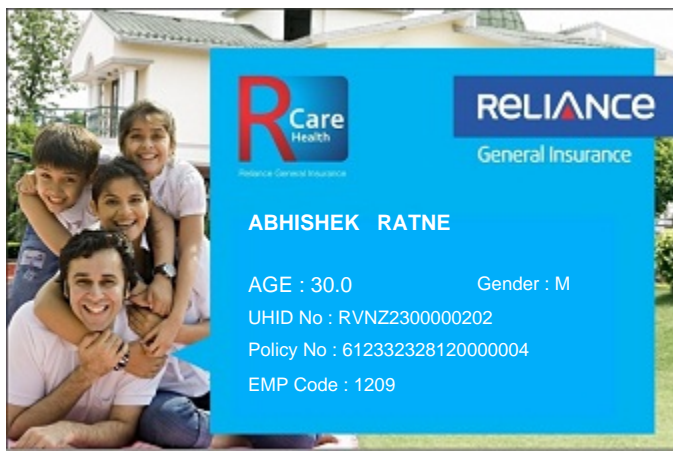 R Care
Health
Reliance General Insurance
RELIANCE
General Insurance
ABHISHEK RATNE
AGE : 30.0 Gender : M
UHID No : RVNZ2300000202
Policy No : 612332328120000004
EMP Code : 1209